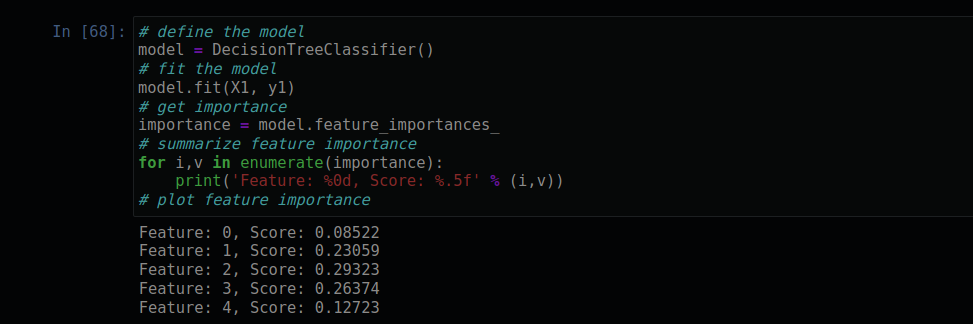 In [68]:
# define the model
model = DecisionTreeClassifier()
# fit the model
model.fit(X1, y1)
# get importance
importance = model.feature_importances_
# summarize feature importance
for i,v in enumerate(importance):
    print('Feature: %0d, Score: %.5f' % (i,v))
# plot feature importance
Feature: 0, Score: 0.08522
Feature: 1, Score: 0.23059
Feature: 2, Score: 0.29323
Feature: 3, Score: 0.26374
Feature: 4, Score: 0.12723